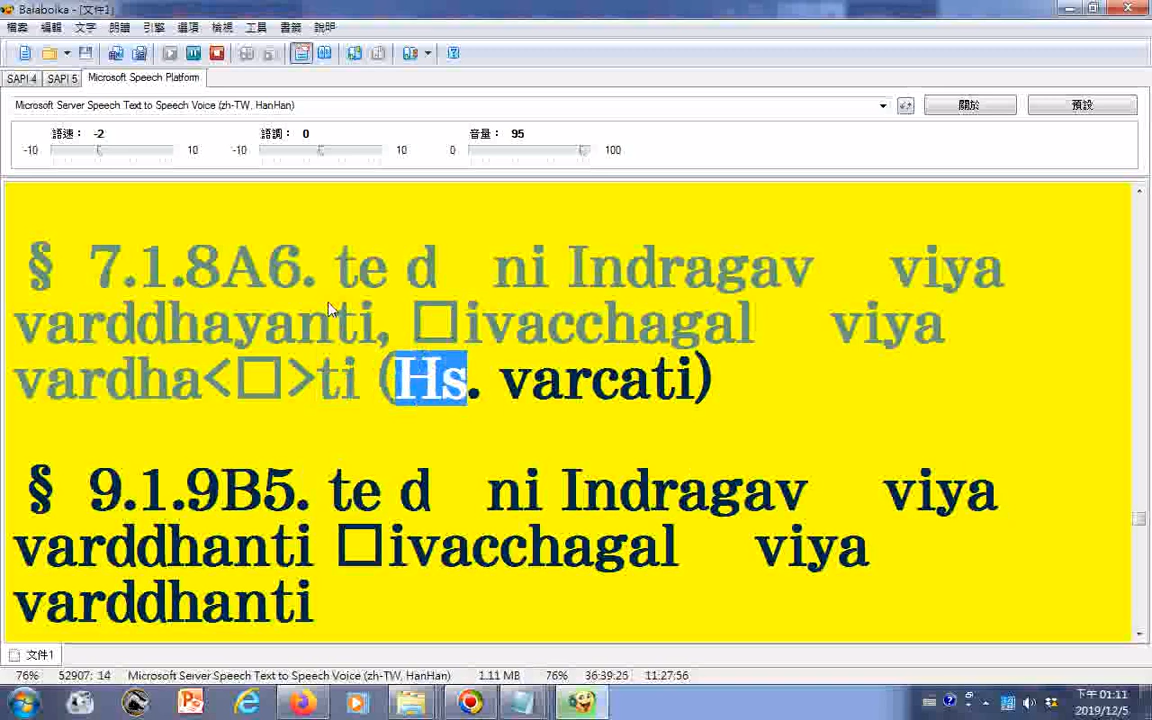 Balabolka - [文件1]
檔案 編輯 文字 朗讀 引擎 選項 檢視 工具 書籤 說明
SAPI 4 SAPI 5 Microsoft Speech Platform
Microsoft Server Speech Text to Speech Voice (zh-TW, HanHan) 關於 預設
語速： -2 語調： 0 音量： 95
-10 10 -10 10 0 100
§ 7.1.8A6. te d ni Indragav viya
varddhayanti, □ivacchagal viya
vardha<□>ti (Hs. varcati)
§ 9.1.9B5. te d ni Indragav viya
varddhanti □ivacchagal viya
varddhanti
文件1
76% 52907: 14 Microsoft Server Speech Text to Speech Voice (zh-TW, HanHan) 1.11 MB 76% 36:39:25 11:27:56
下午 01:11
2019/12/5